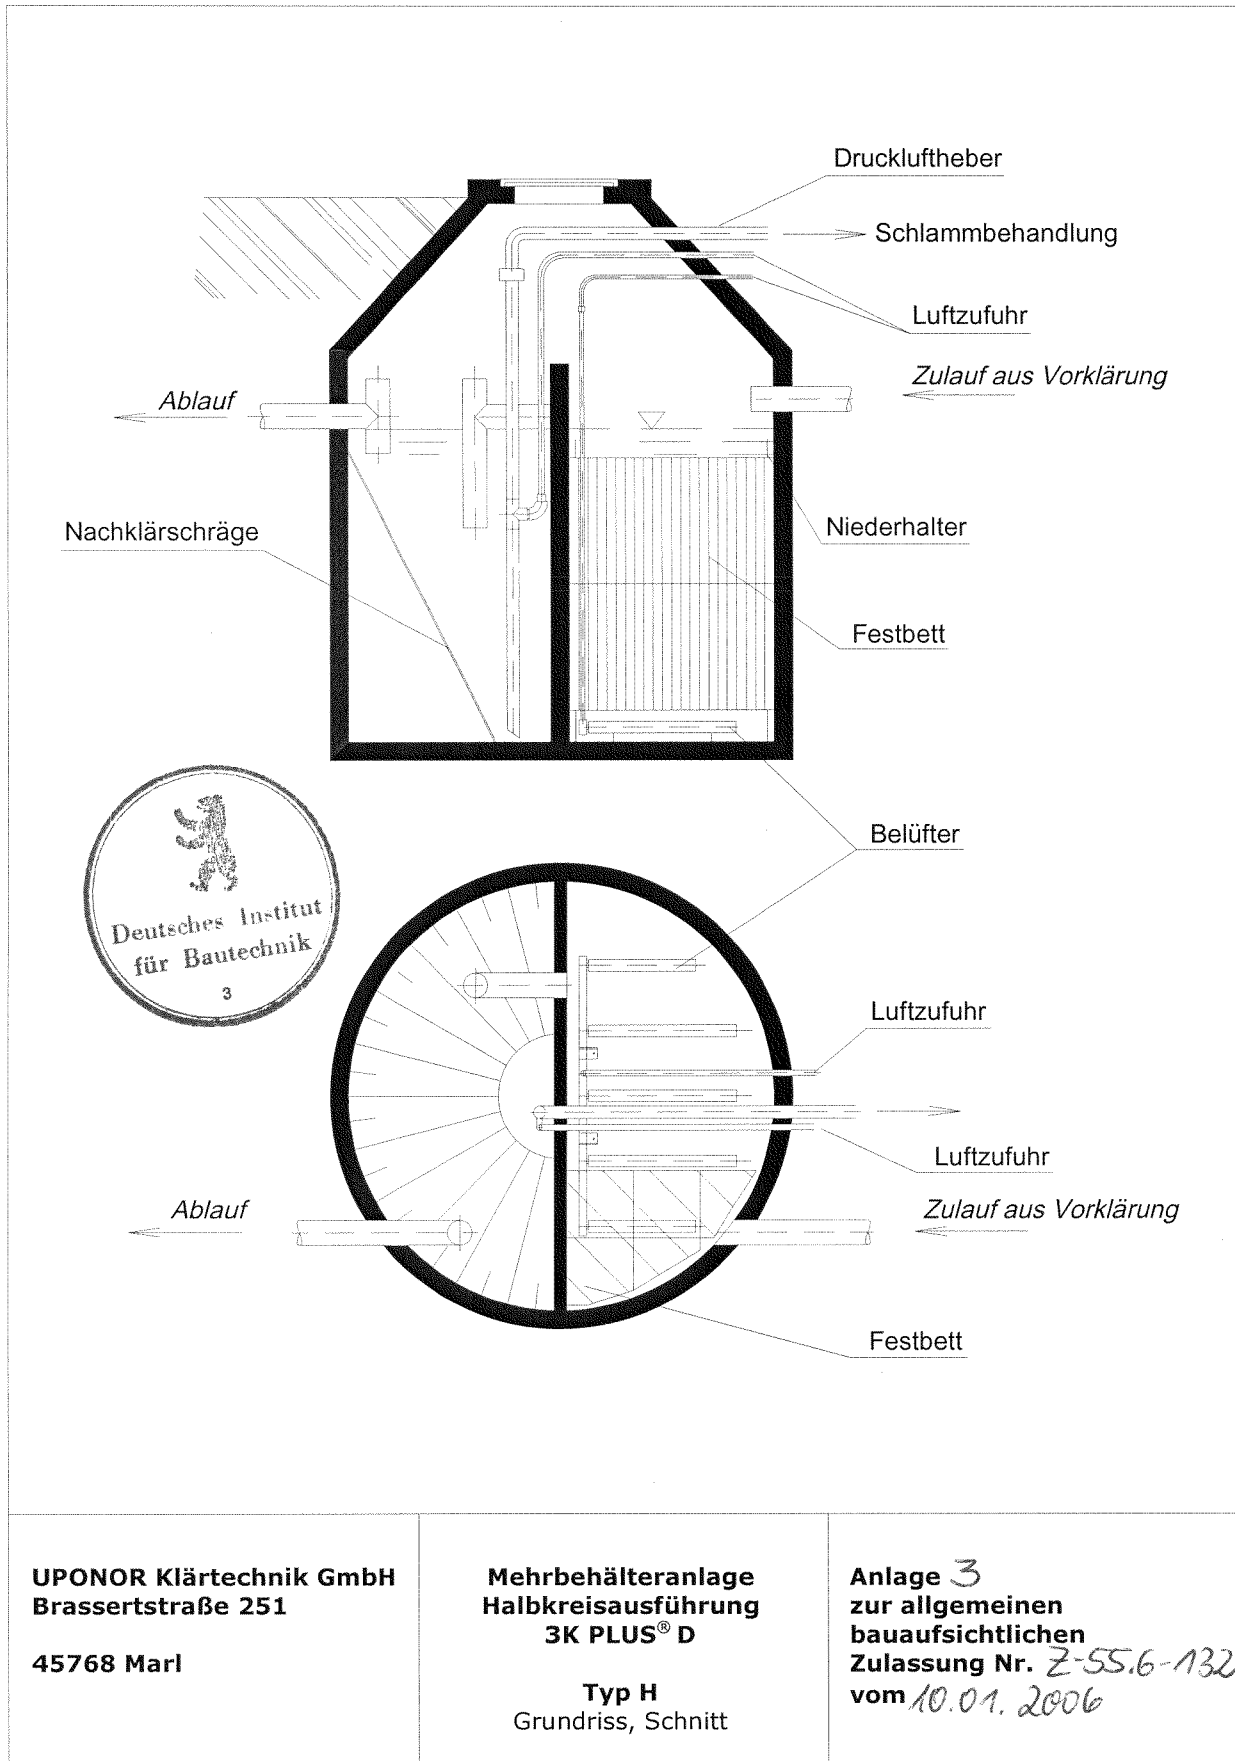 Druckluftheber
Schlammbehandlung
Luftzufuhr
Zulauf aus Vorklärung
Ablauf
Nachklärschräge
Niederhalter
Festbett
Belüfter
Deutsches Institut
für Bautechnik
3
Luftzufuhr
Luftzufuhr
Ablauf
Zulauf aus Vorklärung
Festbett
UPONOR Klärtechnik GmbH
Brassertstraße 251
45768 Marl
Mehrbehälteranlage
Halbkreisausführung
3K PLUS® D
Typ H
Grundriss, Schnitt
Anlage 3
zur allgemeinen
bauaufsichtlichen
Zulassung Nr. Z-55.6-132
vom 10.01.2006